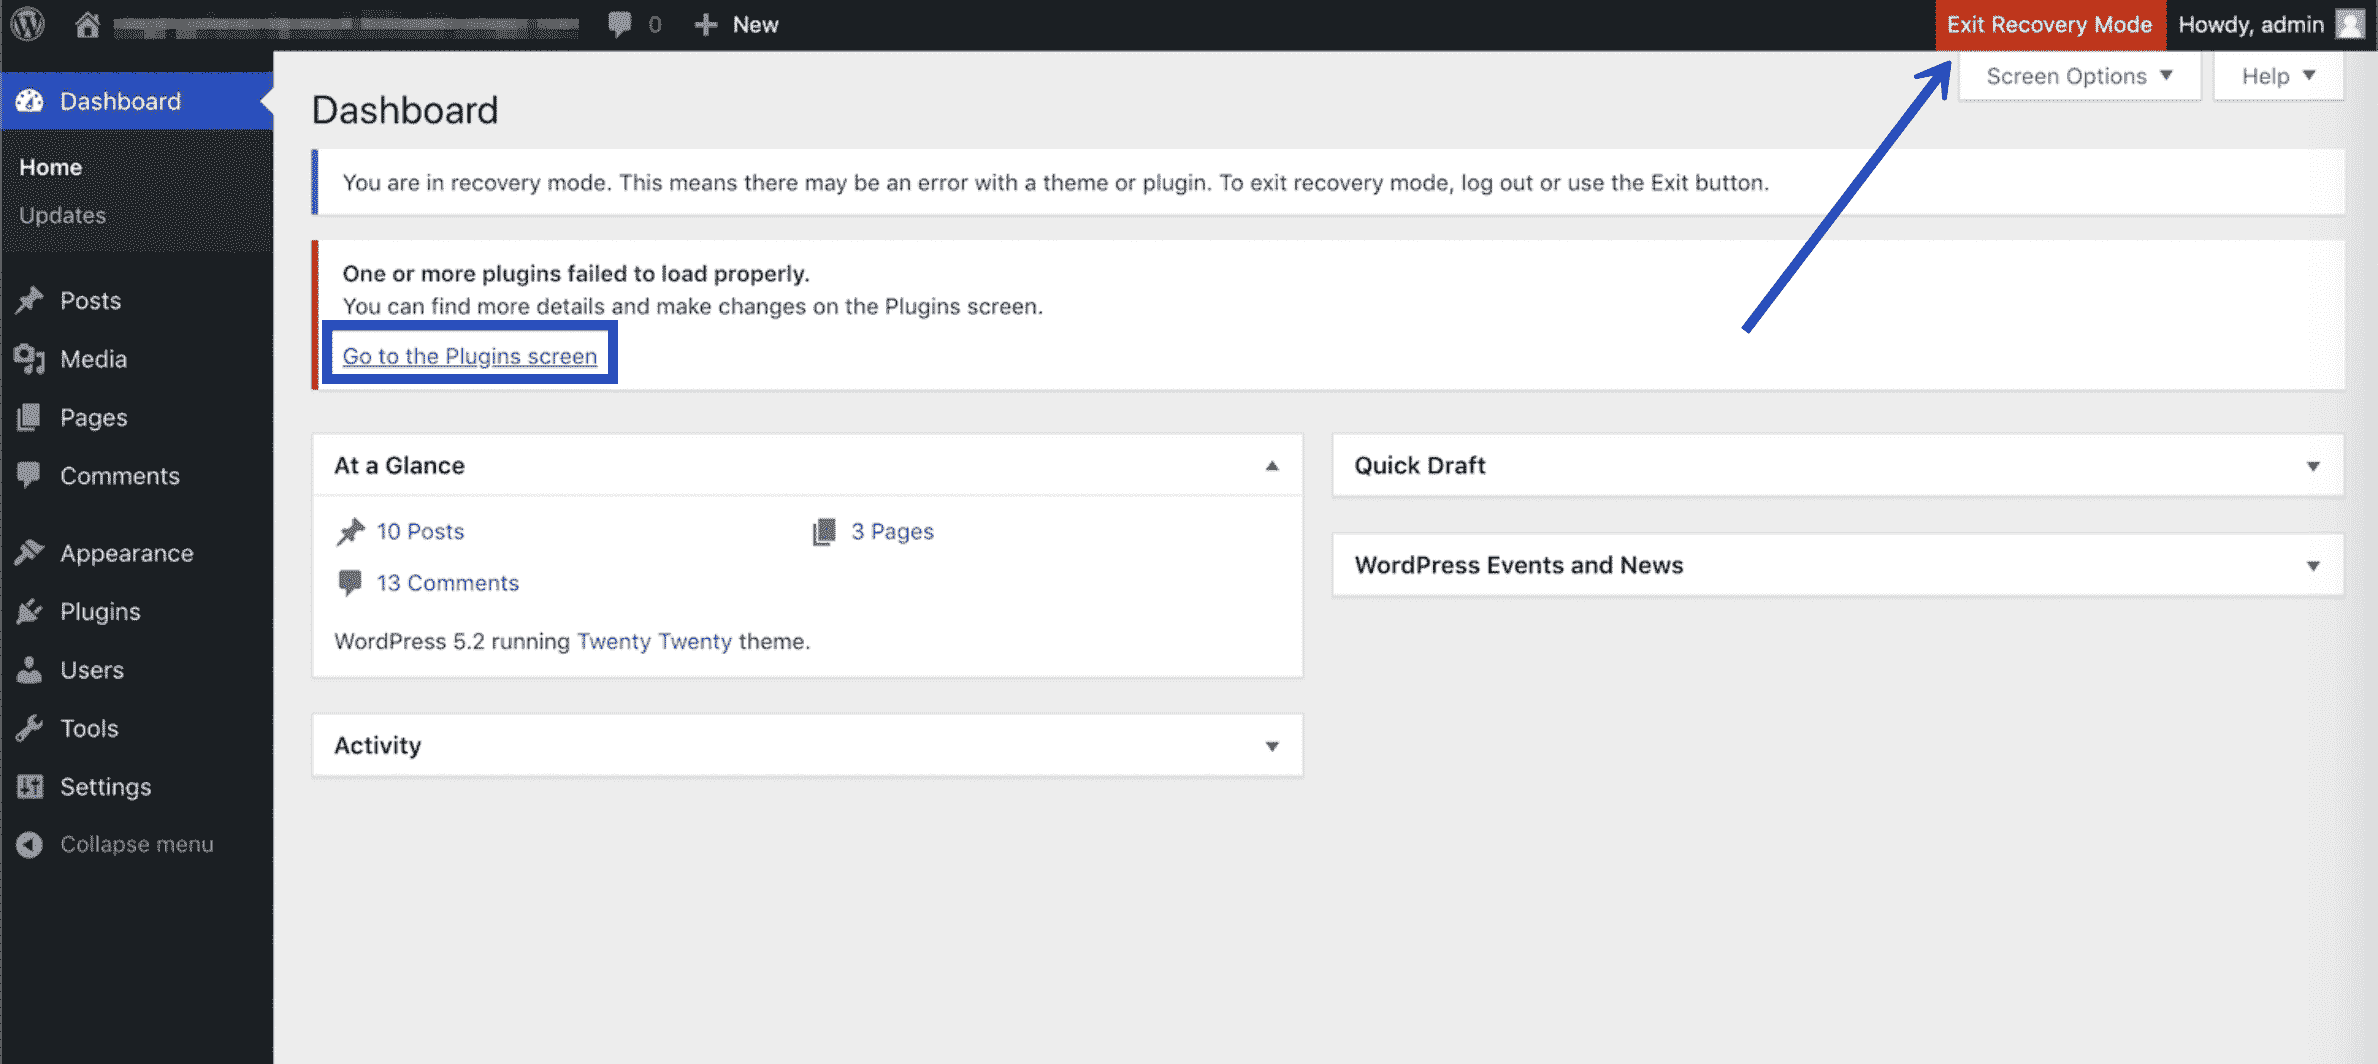 0
New
Exit Recovery Mode
Howdy, admin
Screen Options
Help
Dashboard
Home
Updates
Posts
Media
Pages
Comments
Appearance
Plugins
Users
Tools
Settings
Collapse menu
Dashboard
You are in recovery mode. This means there may be an error with a theme or plugin. To exit recovery mode, log out or use the Exit button.
One or more plugins failed to load properly.
You can find more details and make changes on the Plugins screen.
Go to the Plugins screen
At a Glance
10 Posts
3 Pages
13 Comments
WordPress 5.2 running Twenty Twenty theme.
Activity
Quick Draft
WordPress Events and News